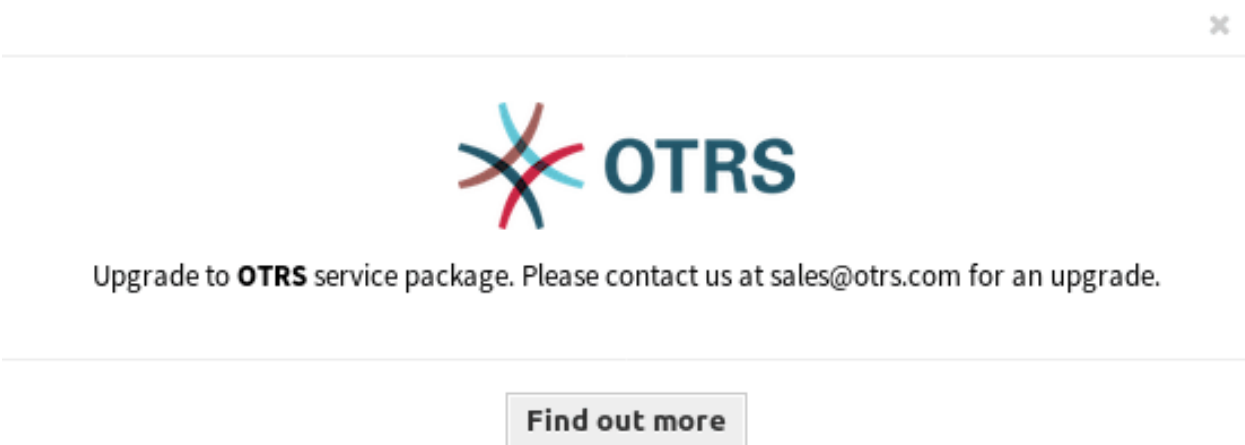 OTRS
Upgrade to OTRS service package. Please contact us at sales@otrs.com for an upgrade.
Find out more